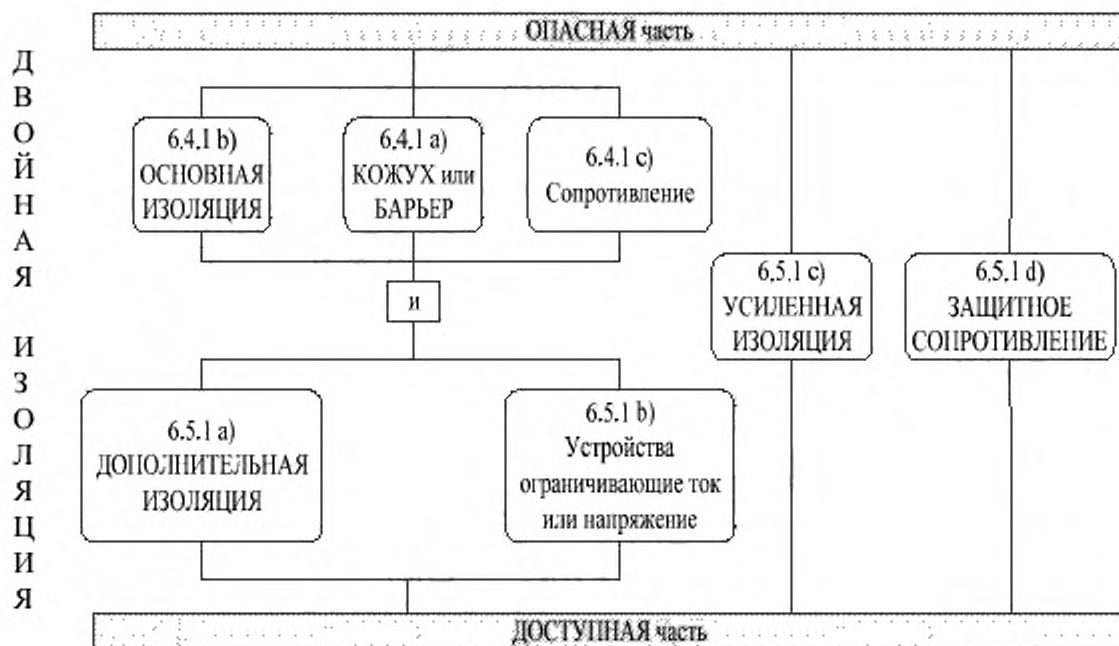 ОПАСНАЯ часть
ДВОЙНАЯ ИЗОЛЯЦИЯ
6.4.1 b)
ОСНОВНАЯ
ИЗОЛЯЦИЯ
6.4.1 a)
КОЖУХ или
БАРЬЕР
6.4.1 c)
Сопротивление
и
6.5.1 c)
УСИЛЕННАЯ
ИЗОЛЯЦИЯ
6.5.1 d)
ЗАЩИТНОЕ
СОПРОТИВЛЕНИЕ
6.5.1 a)
ДОПОЛНИТЕЛЬНАЯ
ИЗОЛЯЦИЯ
6.5.1 b)
Устройства
ограничивающие ток
или напряжение
ДОСТУПНАЯ часть